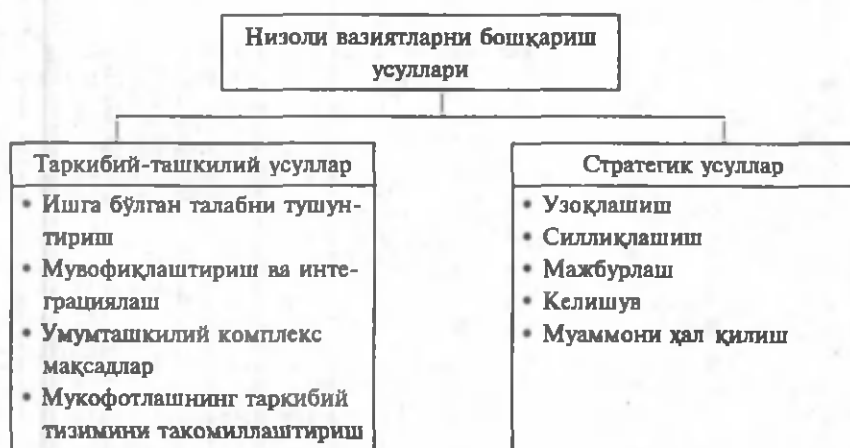 Низоли вазиятларни бошқариш
усуллари
Таркибий-ташкилий усуллар
• Ишга бўлган талабни тушун-
тириш
• Мувофиқлаштириш ва инте-
грациялаш
• Умумташкилий комплекс
мақсадлар
• Мукофотлашнинг таркибий
тизимини такомиллаштириш
Стратегик усуллар
• Узоқлашиш
• Силлиқлашиш
• Мажбурлаш
• Келишув
• Муаммони ҳал қилиш